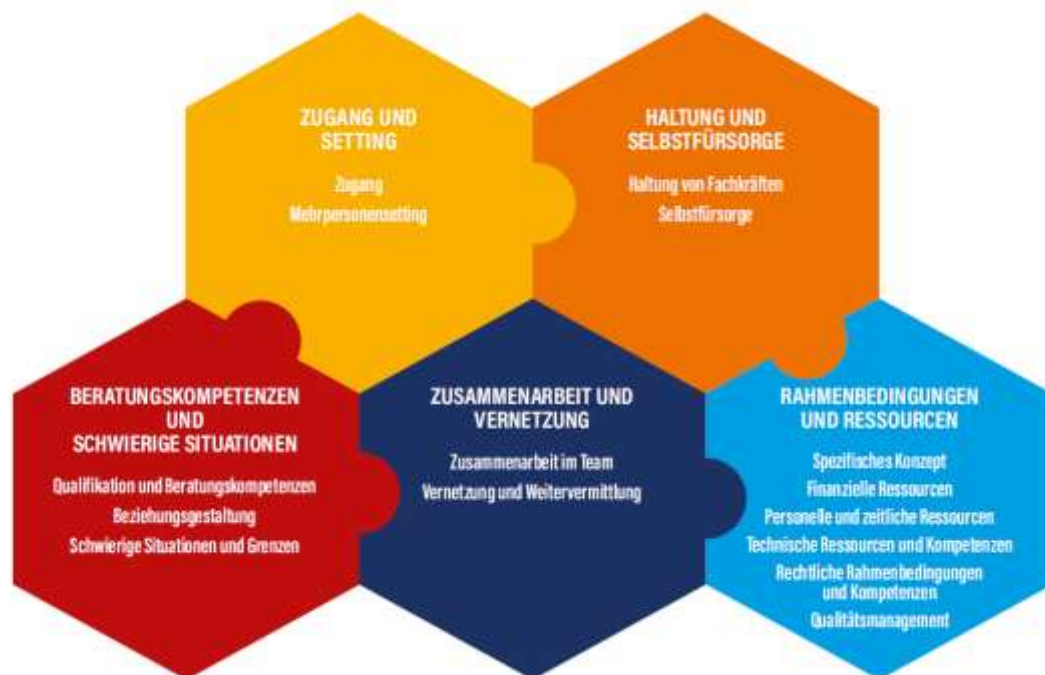 ZUGANG UND
SETTING
Zugang
Mehrpersonensetting
HALTUNG UND
SELBSTFÜRSORGE
Haltung von Fachkräften
Selbstfürsorge
BERATUNGSKOMPETENZEN
UND
SCHWIERIGE SITUATIONEN
Qualifikation und Beratungskompetenzen
Beziehungsgestaltung
Schwierige Situationen und Grenzen
ZUSAMMENARBEIT UND
VERNETZUNG
Zusammenarbeit im Team
Vernetzung und Weitervermittlung
RAHMENBEDINGUNGEN
UND RESSOURCEN
Spezifisches Konzept
Finanzielle Ressourcen
Personelle und zeitliche Ressourcen
Technische Ressourcen und Kompetenzen
Rechtliche Rahmenbedingungen
und Kompetenzen
Qualitätsmanagement